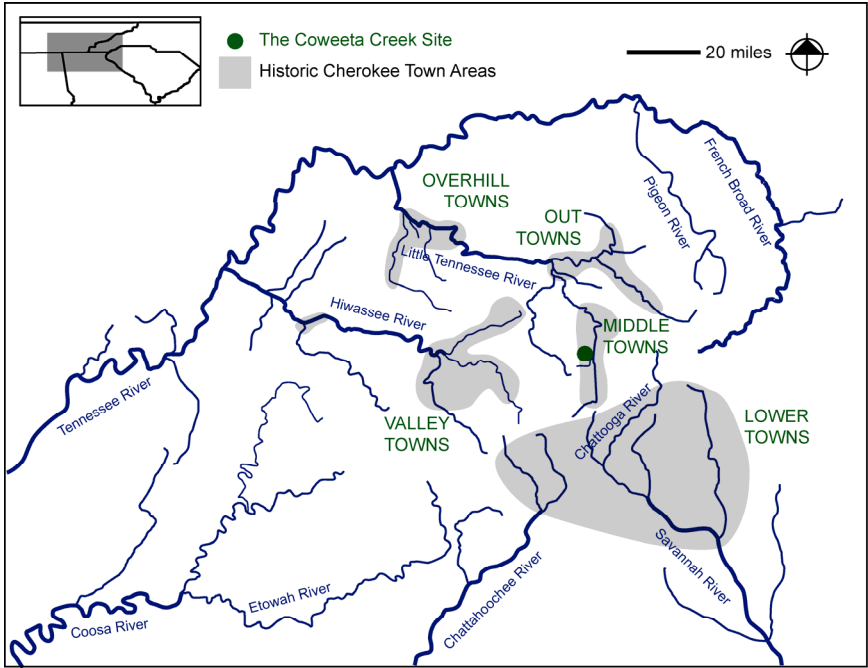 The Coweeta Creek Site
Historic Cherokee Town Areas
20 miles
OVERHILL
TOWNS
OUT
TOWNS
Pigeon River
French Broad River
Little Tennessee River
Hiwassee River
MIDDLE
TOWNS
Tennessee River
VALLEY
TOWNS
Chattooga River
LOWER
TOWNS
Savannah River
Chattahoochee River
Etowah River
Coosa River